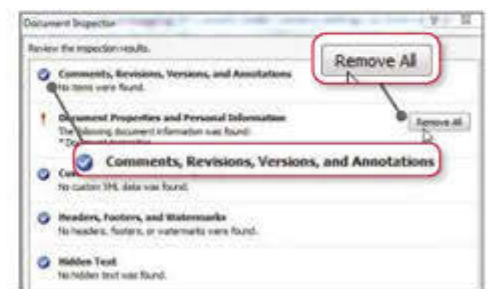 Document Inspector
Review the inspection results.
Remove All
Comments, Revisions, Versions, and Annotations
No items were found.
Document Properties and Personal Information
The following document information was found:
Remove All
Comments, Revisions, Versions, and Annotations
No custom XML data was found.
Headers, Footers, and Watermarks
No headers, footers, or watermarks were found.
Hidden Text
No hidden text was found.